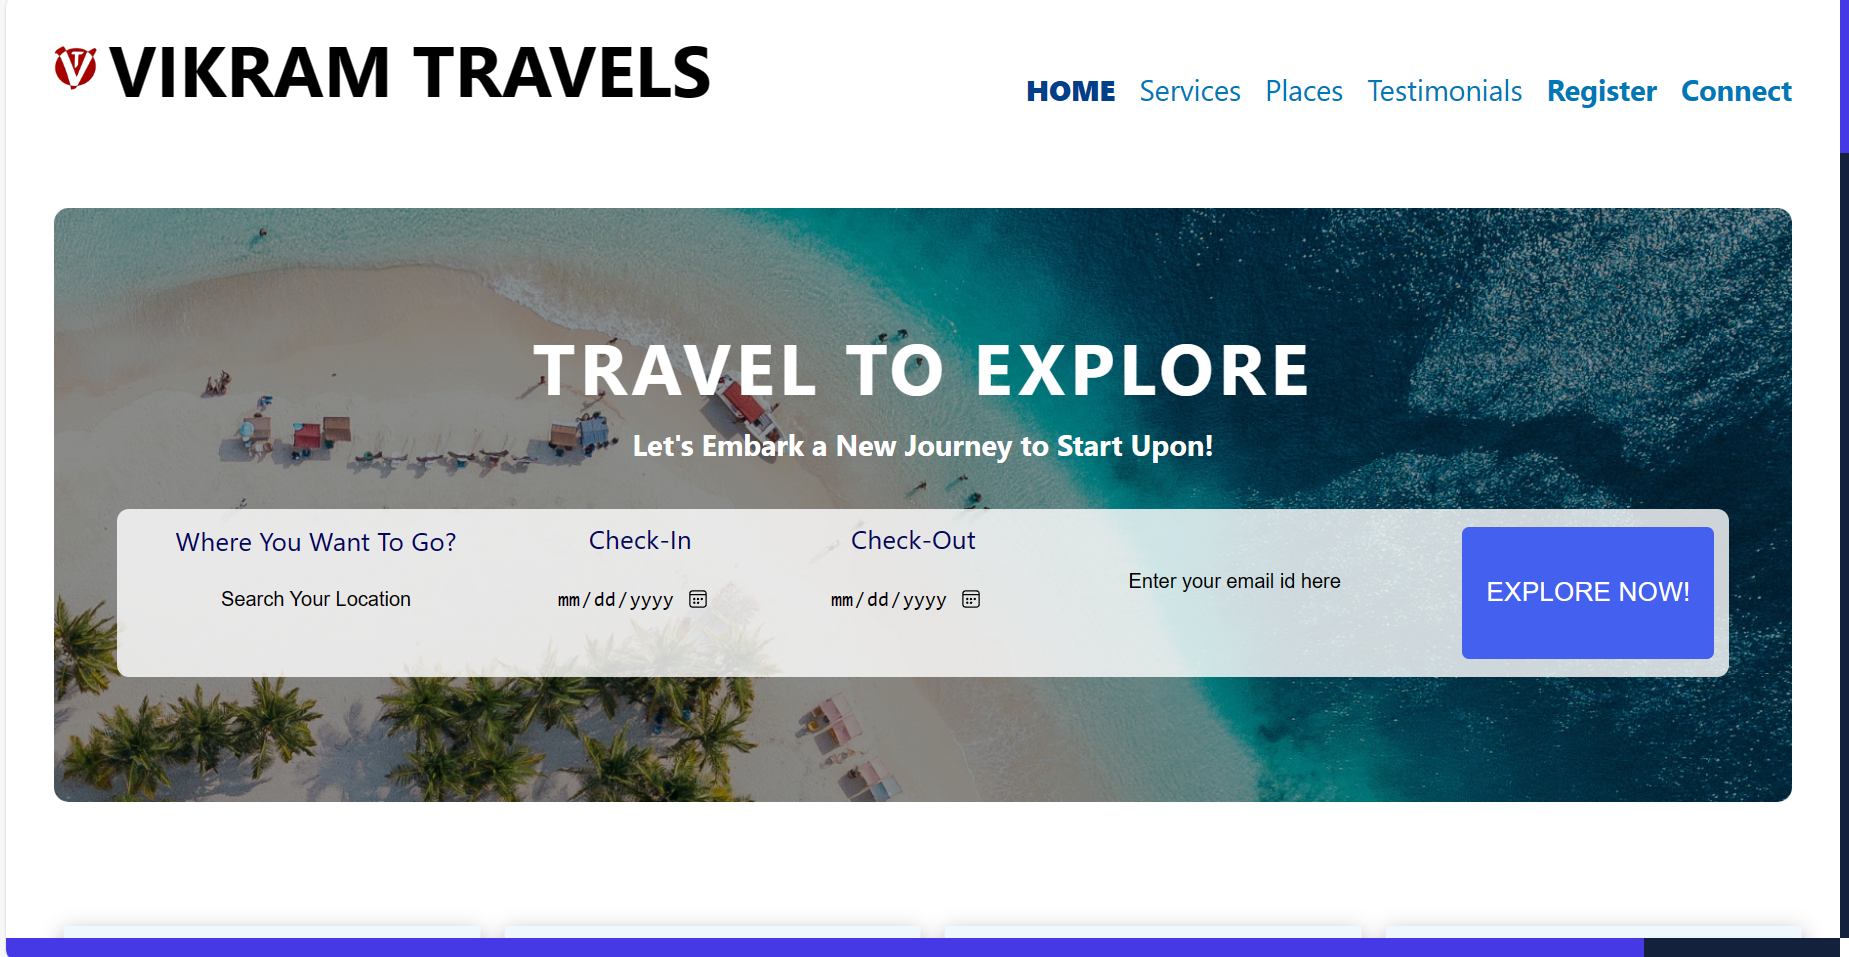 VIKRAM TRAVELS
HOME Services Places Testimonials Register Connect
TRAVEL TO EXPLORE
Let's Embark a New Journey to Start Upon!
Where You Want To Go? Check-In Check-Out
Enter your email id here
EXPLORE NOW!
Search Your Location mm/dd/yyyy mm/dd/yyyy